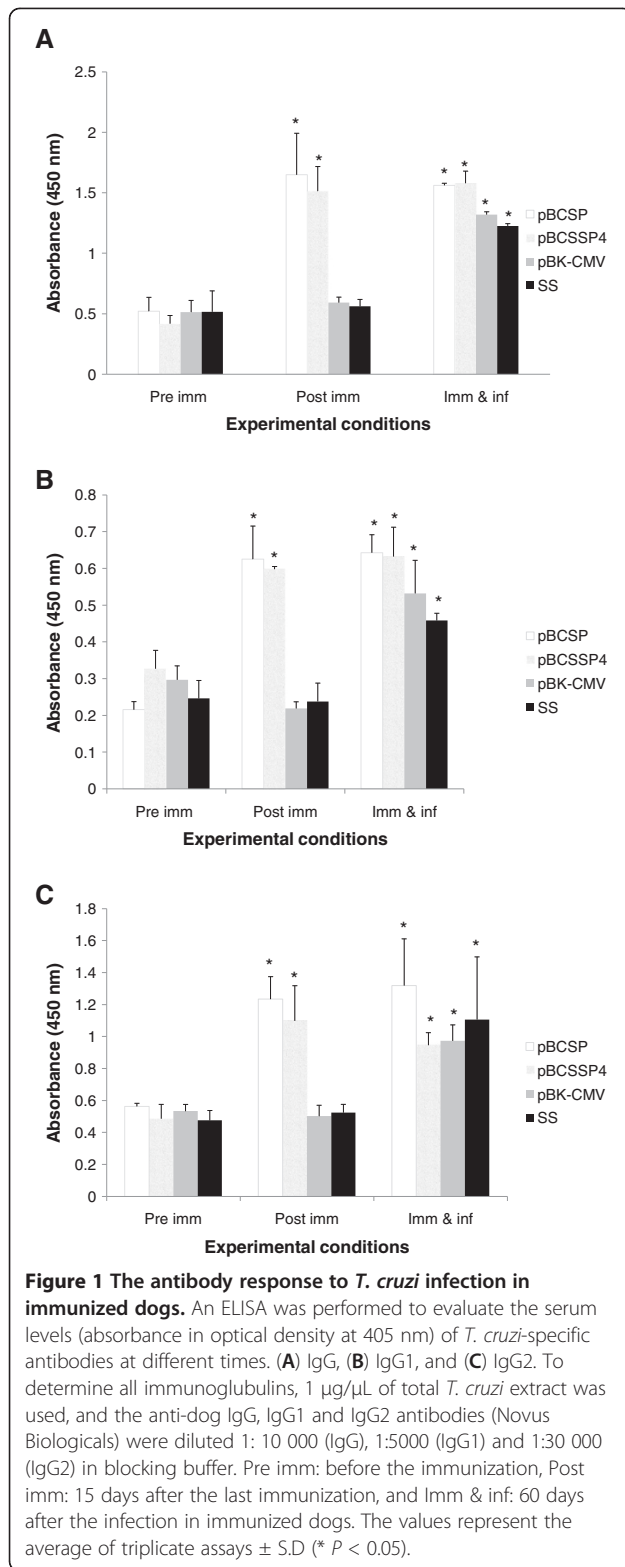 A
2.5
2
1.5
1
0.5
0
Absorbance (450 nm)
* * * * * *
Pre imm Post imm Imm & inf
Experimental conditions
pBCSP
pBCSSP4
pBK-CMV
SS
B
0.8
0.7
0.6
0.5
0.4
0.3
0.2
0.1
0
Absorbance (450 nm)
* * * * * *
Pre imm Post imm Imm & inf
Experimental conditions
pBCSP
pBCSSP4
pBK-CMV
SS
C
1.8
1.6
1.4
1.2
1
0.8
0.6
0.4
0.2
0
Absorbance (450 nm)
* * * * * *
Pre imm Post imm Imm & inf
Experimental conditions
pBCSP
pBCSSP4
pBK-CMV
SS
Figure 1 The antibody response to T. cruzi infection in
immunized dogs. An ELISA was performed to evaluate the serum
levels (absorbance in optical density at 405 nm) of T. cruzi-specific
antibodies at different times. (A) IgG, (B) IgG1, and (C) IgG2. To
determine all immunoglubulins, 1 μg/μL of total T. cruzi extract was
used, and the anti-dog IgG, IgG1 and IgG2 antibodies (Novus
Biologicals) were diluted 1: 10 000 (IgG), 1:5000 (IgG1) and 1:30 000
(IgG2) in blocking buffer. Pre imm: before the immunization, Post
imm: 15 days after the last immunization, and Imm & inf: 60 days
after the infection in immunized dogs. The values represent the
average of triplicate assays ± S.D (* P < 0.05).